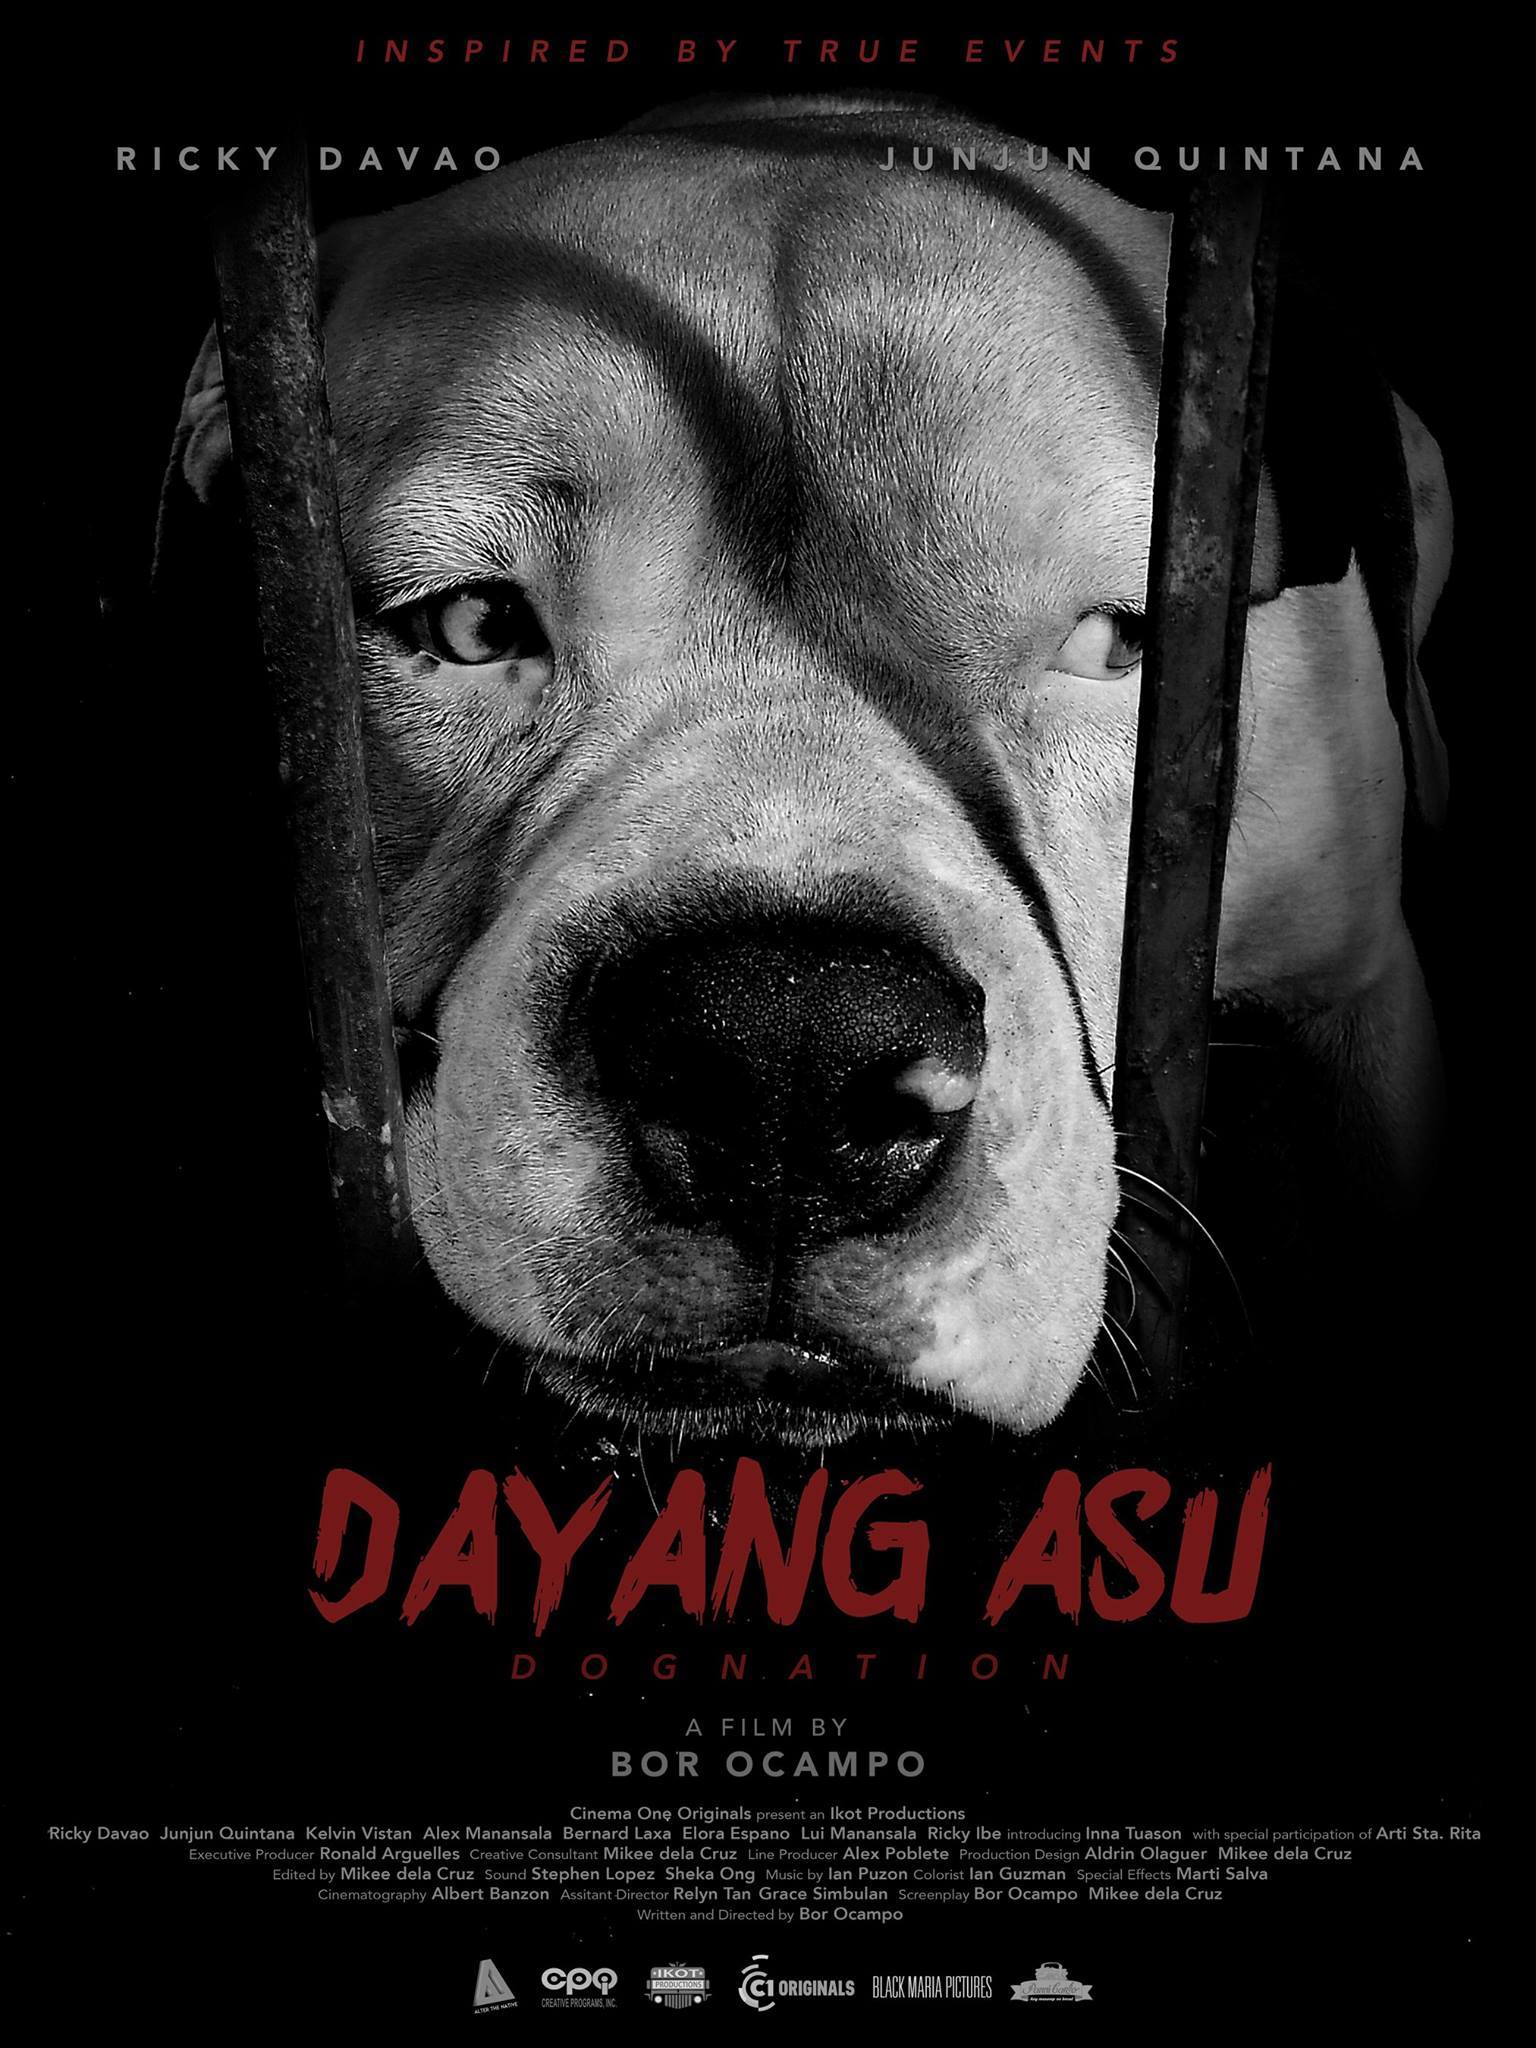 INSPIRED BY TRUE EVENTS
RICKY DAVAO JUNJUN QUINTANA
DAYANG ASU
DOGNATION
A FILM BY
BOR OCAMPO
Cinema One Originals present an Ikot Productions
Ricky Davao Junjun Quintana Kelvin Vistan Alex Manansala Bernard Laxa Elora Espano Lui Manansala Ricky Ibe introducing Inna Tuason with special participation of Arti Sta. Rita
Executive Producer Ronald Arguelles Creative Consultant Mikee dela Cruz Line Producer Alex Poblete Production Design Aldrin Olaguer Mikee dela Cruz
Edited by Mikee dela Cruz Sound Stephen Lopez Sheka Ong Music by Ian Puzon Colorist Ian Guzman Special Effects Marti Salva
Cinematography Albert Banzon Assitant Director Relyn Tan Grace Simbulan Screenplay Bor Ocampo Mikee dela Cruz
Written and Directed by Bor Ocampo
ALTER THE NATIVE
cpi
CREATIVE PROGRAMS, INC.
IKOT
PRODUCTIONS
C1 ORIGINALS
BLACK MARIA PICTURES